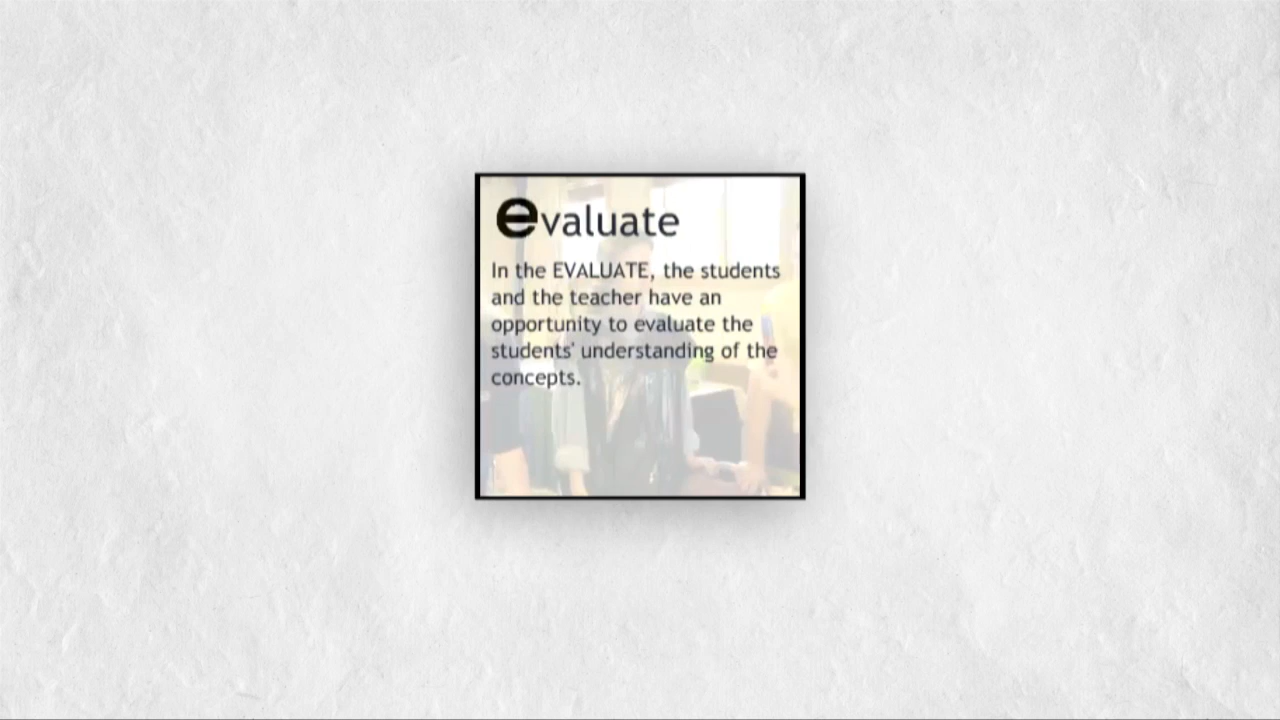 evaluate
In the EVALUATE, the students
and the teacher have an
opportunity to evaluate the
students' understanding of the
concepts.